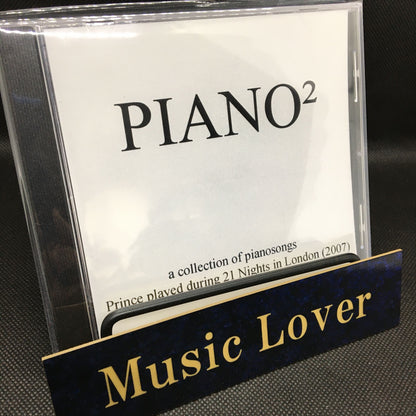 PIANO²
a collection of pianosongs
Prince played during 21 Nights in London (2007)
Music Lover